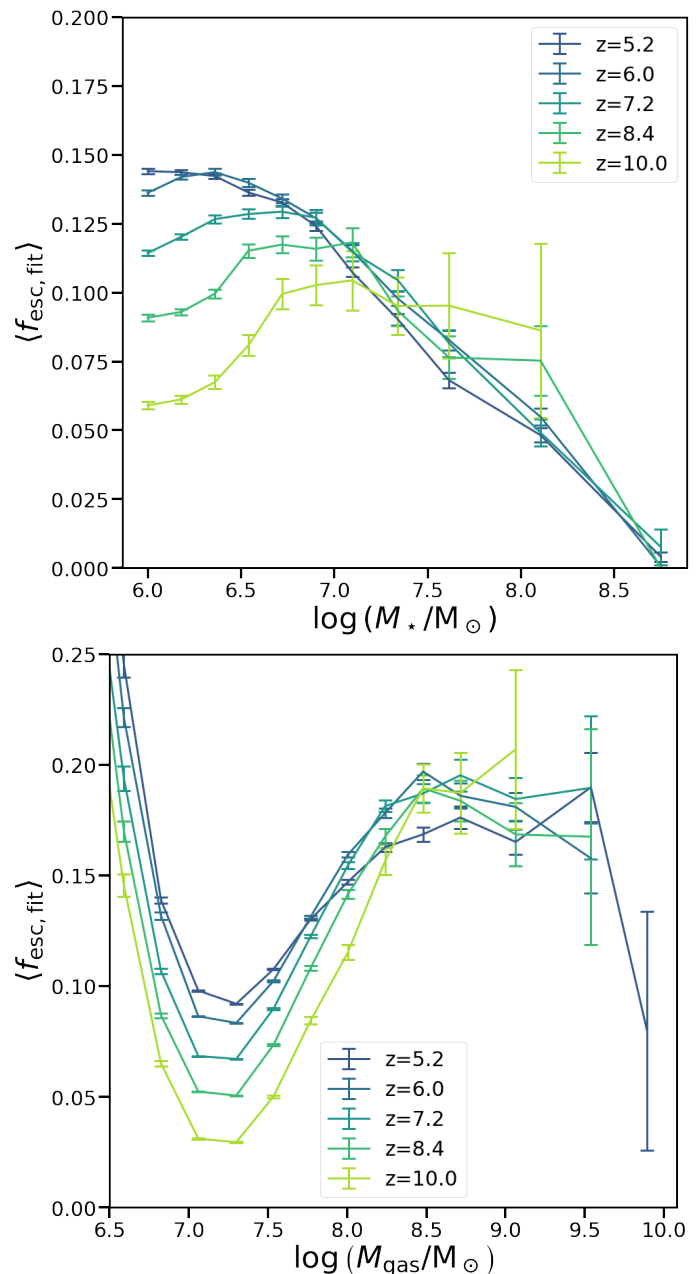 0.200
0.175
0.150
0.125
0.100
0.075
0.050
0.025
0.000
⟨f_esc,fit⟩
z=5.2
z=6.0
z=7.2
z=8.4
z=10.0
6.0 6.5 7.0 7.5 8.0 8.5
log (M⋆/M⊙)
0.25
0.20
0.15
0.10
0.05
0.00
⟨f_esc,fit⟩
z=5.2
z=6.0
z=7.2
z=8.4
z=10.0
6.5 7.0 7.5 8.0 8.5 9.0 9.5 10.0
log (M_gas/M⊙)